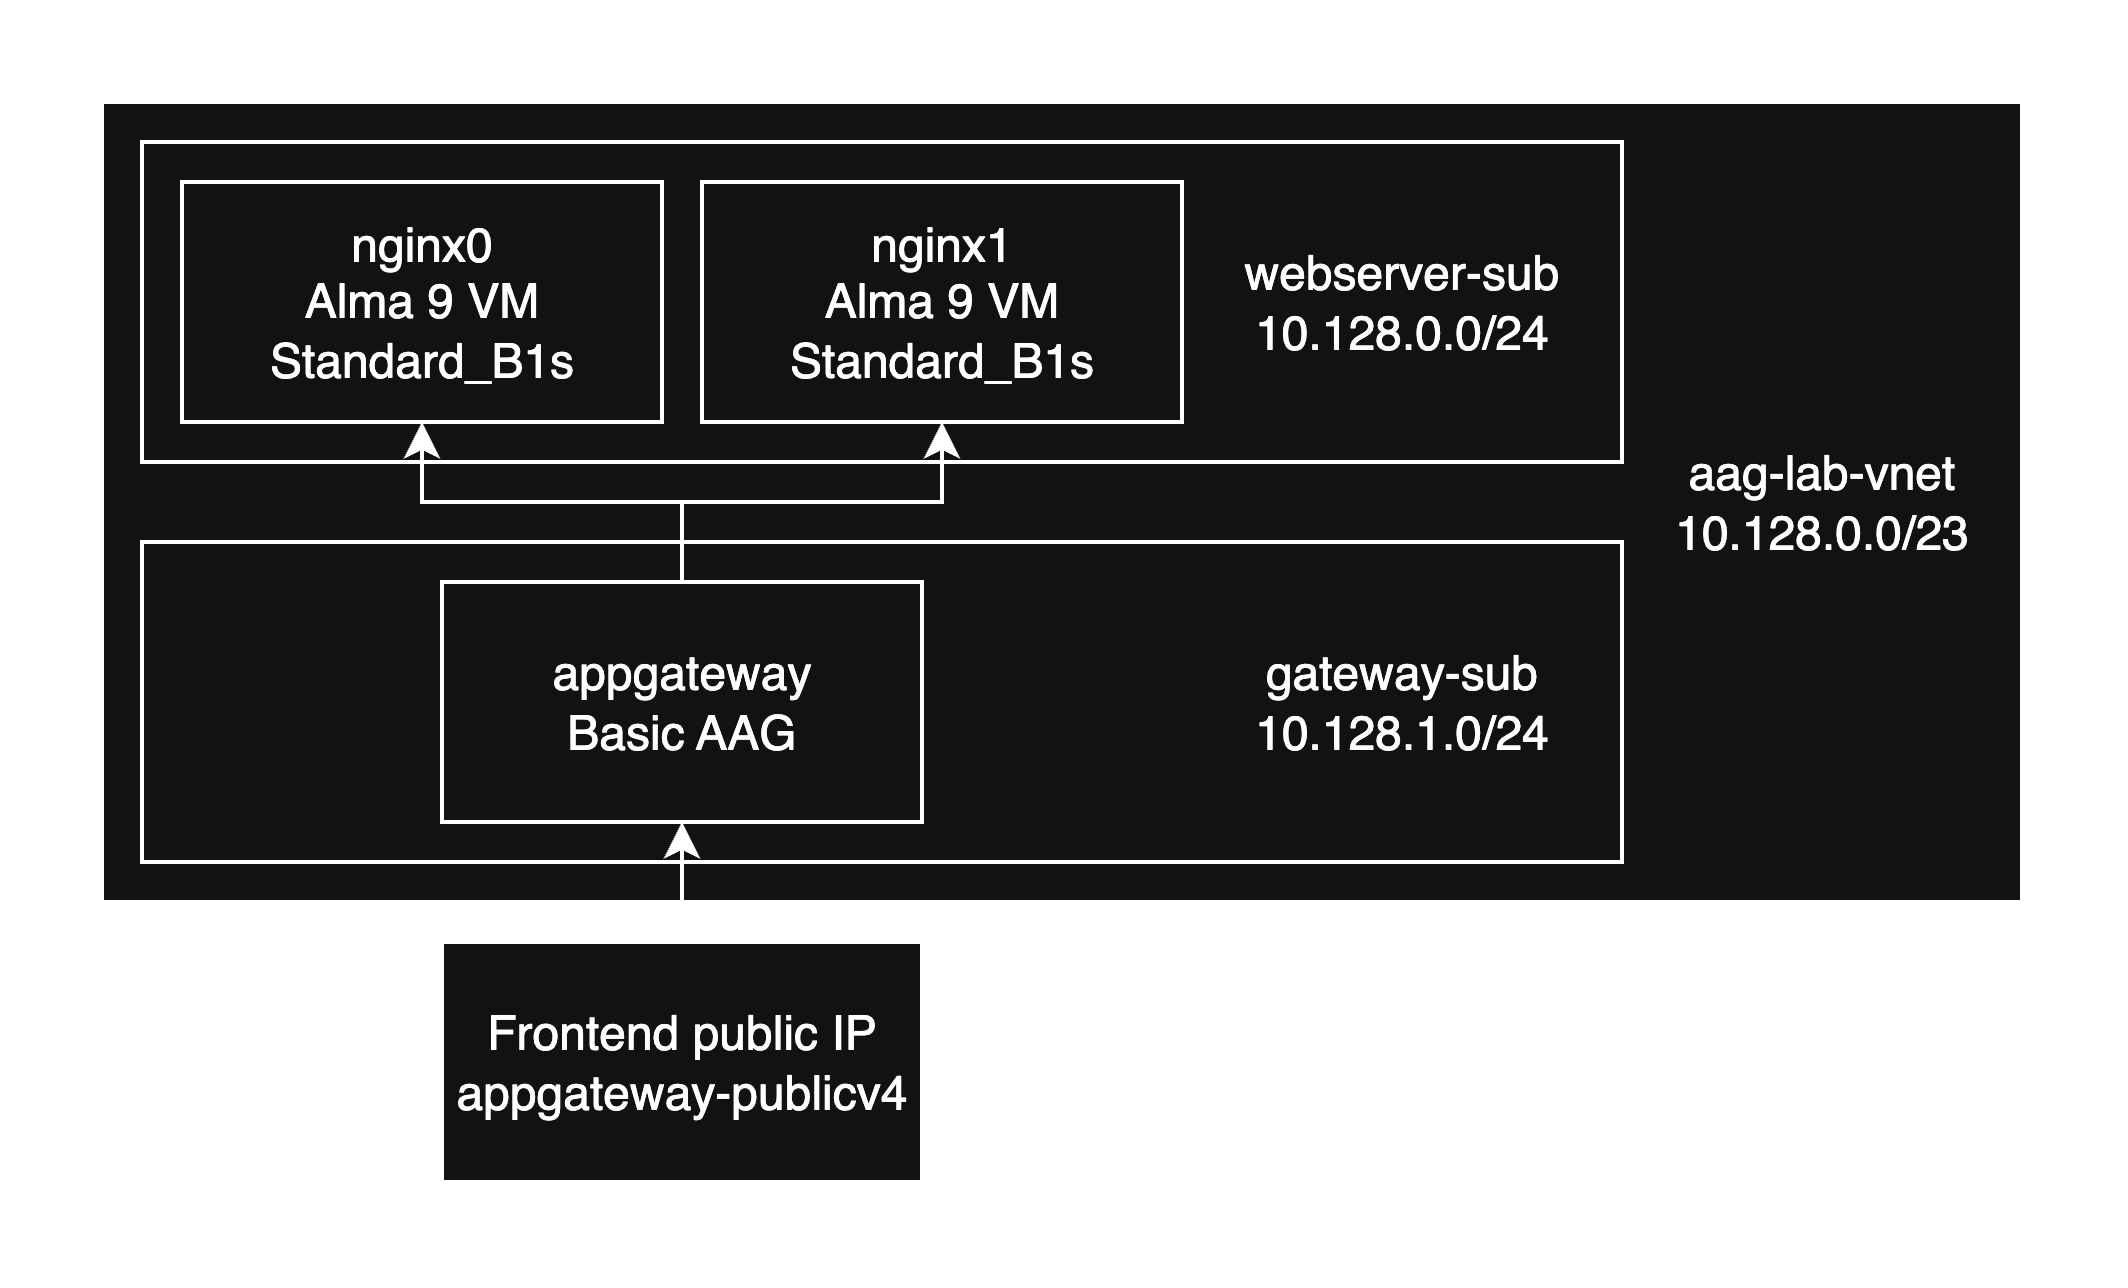 nginx0
Alma 9 VM
Standard_B1s
nginx1
Alma 9 VM
Standard_B1s
webserver-sub
10.128.0.0/24
aag-lab-vnet
10.128.0.0/23
appgateway
Basic AAG
gateway-sub
10.128.1.0/24
Frontend public IP
appgateway-publicv4